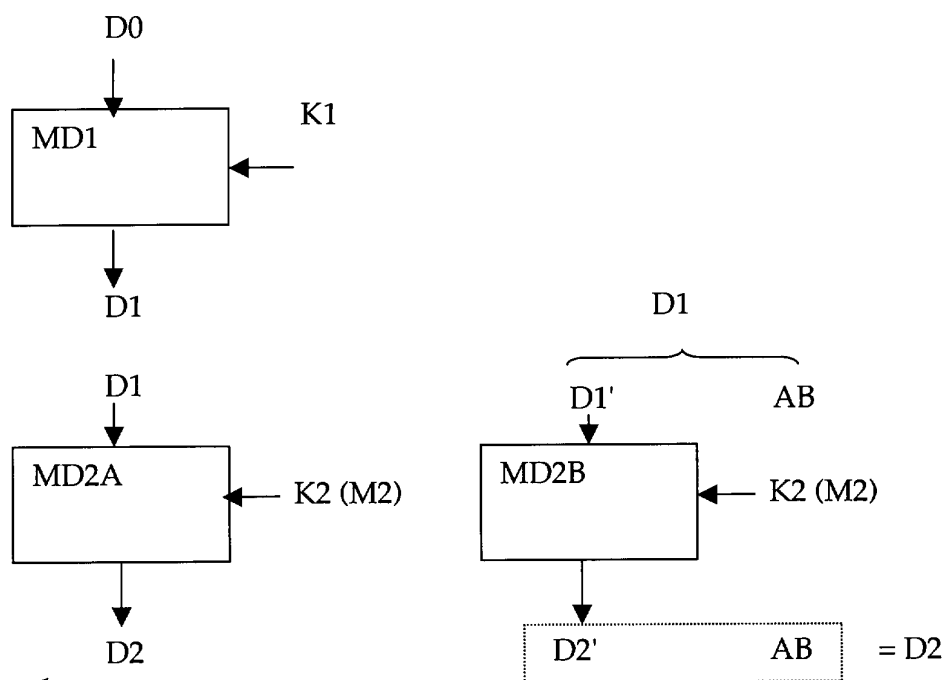 D0
K1
MD1
D1
D1
D1
D1'
AB
MD2A
K2 (M2)
MD2B
K2 (M2)
D2
D2'
AB
= D2